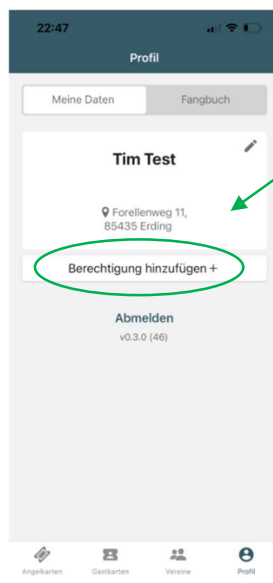 22:47
Profil
Meine Daten Fangbuch
Tim Test
Forellenweg 11,
85435 Erding
Berechtigung hinzufügen +
Abmelden
v0.3.0 (46)
Angelkarten Gastkarten Vereine Profil